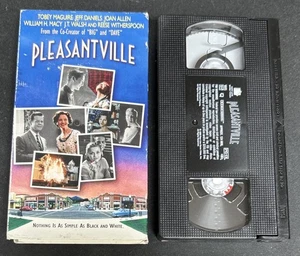 TOBEY MAGUIRE JEFF DANIELS JOAN ALLEN
WILLIAM H. MACY J.T. WALSH AND REESE WITHERSPOON
From the Co-Creator of "BIG" and "DAVE"
PLEASANTVILLE
NOTHING IS AS SIMPLE AS BLACK AND WHITE.
PLEASANTVILLE